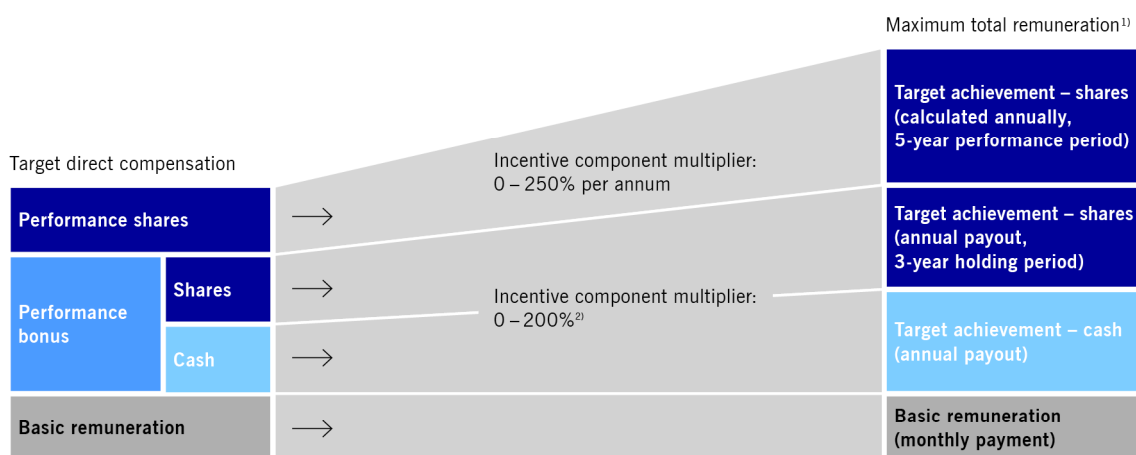 Maximum total remuneration1)
Target achievement – shares
(calculated annually,
5-year performance period)
Target direct compensation
Incentive component multiplier:
0 – 250% per annum
Performance shares
Target achievement – shares
(annual payout,
3-year holding period)
Performance
bonus
Shares
Cash
Incentive component multiplier:
0 – 200%2)
Target achievement – cash
(annual payout)
Basic remuneration
Basic remuneration
(monthly payment)